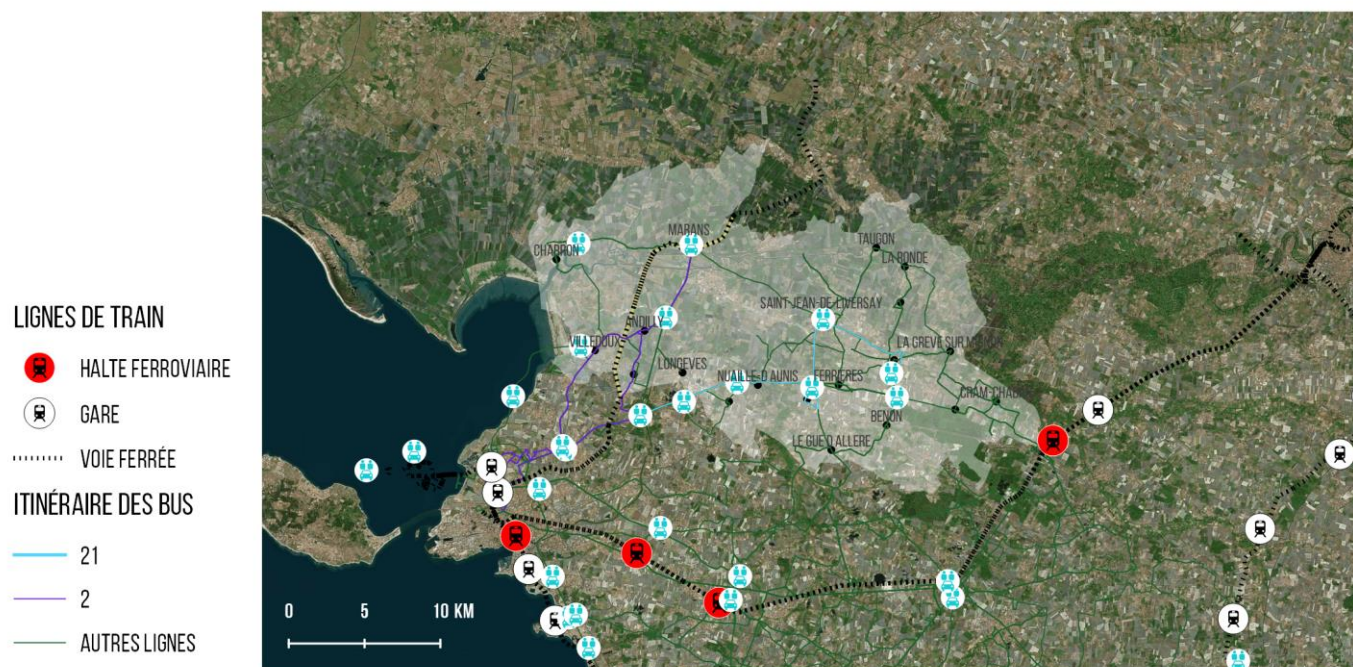 LIGNES DE TRAIN
HALTE FERROVIAIRE
GARE
VOIE FERRÉE
ITINÉRAIRE DES BUS
21
2
AUTRES LIGNES
MARANS
CHARRON
TAUGON
LA RONDE
SAINT JEAN-DE-LIVERSAY
ANDILLY
VILLEDOUX
LA GREVE SUR
LONGEVES
NUAILLE-D'AUNIS
FERRIERES
CRAM-CHAB
BENON
LE GUE D'ALLERE
0 5 10 KM